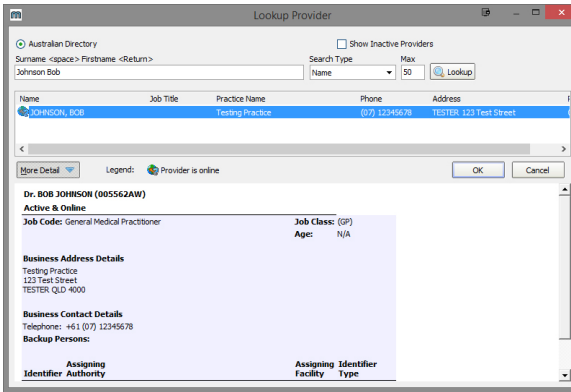 m Lookup Provider
Australian Directory Show Inactive Providers
Surname <space> Firstname <Return> Search Type Max
Johnson Bob Name 50 Lookup
Name Job Title Practice Name Phone Address
JOHNSON, BOB Testing Practice (07) 12345678 TESTER 123 Test Street
More Detail Legend: Provider is online OK Cancel
Dr. BOB JOHNSON (005562AW)
Active & Online
Job Code: General Medical Practitioner Job Class: (GP)
Age: N/A
Business Address Details
Testing Practice
123 Test Street
TESTER QLD 4000
Business Contact Details
Telephone: +61 (07) 12345678
Backup Persons:
Assigning Assigning Identifier
Identifier Authority Facility Type